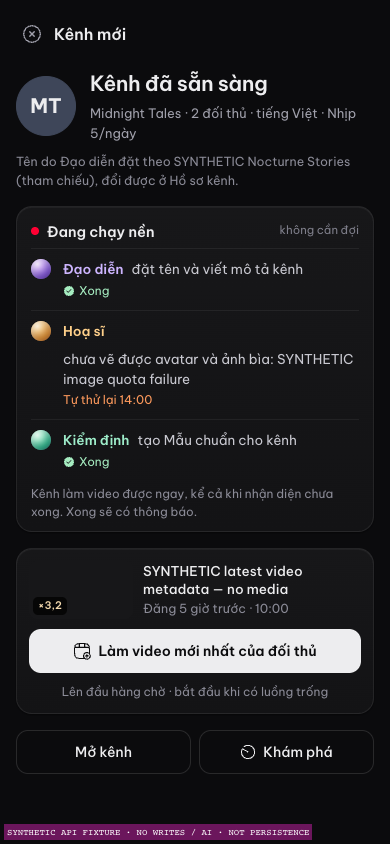 Kênh mới
MT
Kênh đã sẵn sàng
Midnight Tales · 2 đối thủ · tiếng Việt · Nhịp
5/ngày
Tên do Đạo diễn đặt theo SYNTHETIC Nocturne Stories
(tham chiếu), đổi được ở Hồ sơ kênh.
Đang chạy nền
không cần đợi
Đạo diễn đặt tên và viết mô tả kênh
Xong
Hoạ sĩ
chưa vẽ được avatar và ảnh bìa: SYNTHETIC
image quota failure
Tự thử lại 14:00
Kiểm định tạo Mẫu chuẩn cho kênh
Xong
Kênh làm video được ngay, kể cả khi nhận diện chưa
xong. Xong sẽ có thông báo.
×3,2
SYNTHETIC latest video
metadata — no media
Đăng 5 giờ trước · 10:00
Làm video mới nhất của đối thủ
Lên đầu hàng chờ · bắt đầu khi có luồng trống
Mở kênh
Khám phá
SYNTHETIC API FIXTURE · NO WRITES / AI · NOT PERSISTENCE